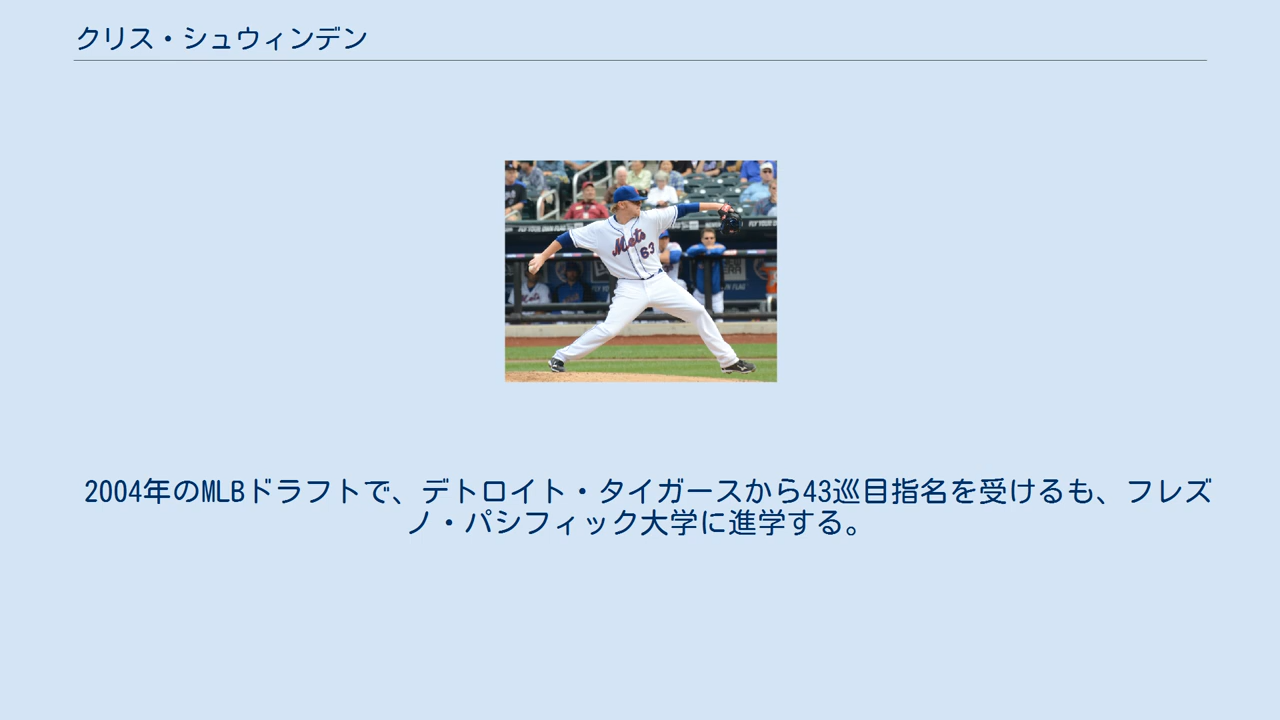 クリス・シュウィンデン
Mets
63
2004年のMLBドラフトで、デトロイト・タイガースから43巡目指名を受けるも、フレズ
ノ・パシフィック大学に進学する。